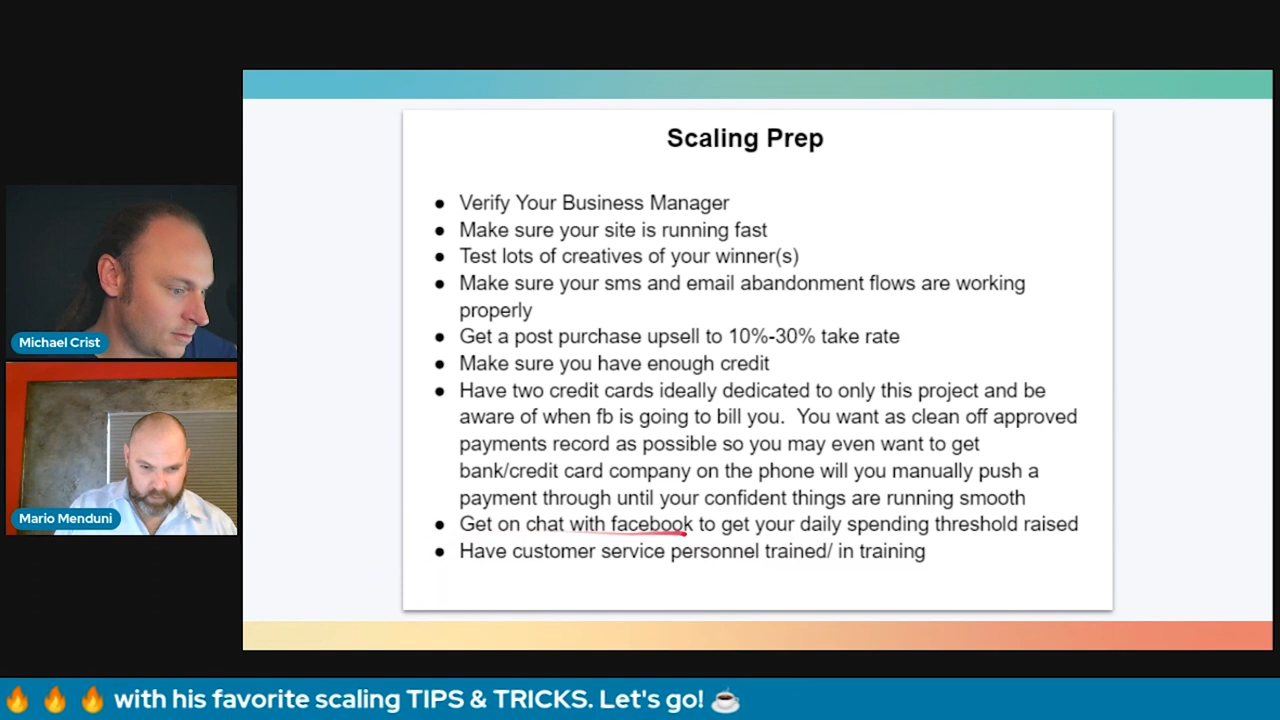 Scaling Prep
● Verify Your Business Manager
● Make sure your site is running fast
● Test lots of creatives of your winner(s)
● Make sure your sms and email abandonment flows are working
properly
● Get a post purchase upsell to 10%-30% take rate
● Make sure you have enough credit
● Have two credit cards ideally dedicated to only this project and be
aware of when fb is going to bill you.  You want as clean off approved
payments record as possible so you may even want to get
bank/credit card company on the phone will you manually push a
payment through until your confident things are running smooth
● Get on chat with facebook to get your daily spending threshold raised
● Have customer service personnel trained/ in training
Michael Crist
Mario Menduni
🔥 🔥 🔥 with his favorite scaling TIPS & TRICKS. Let's go! ☕